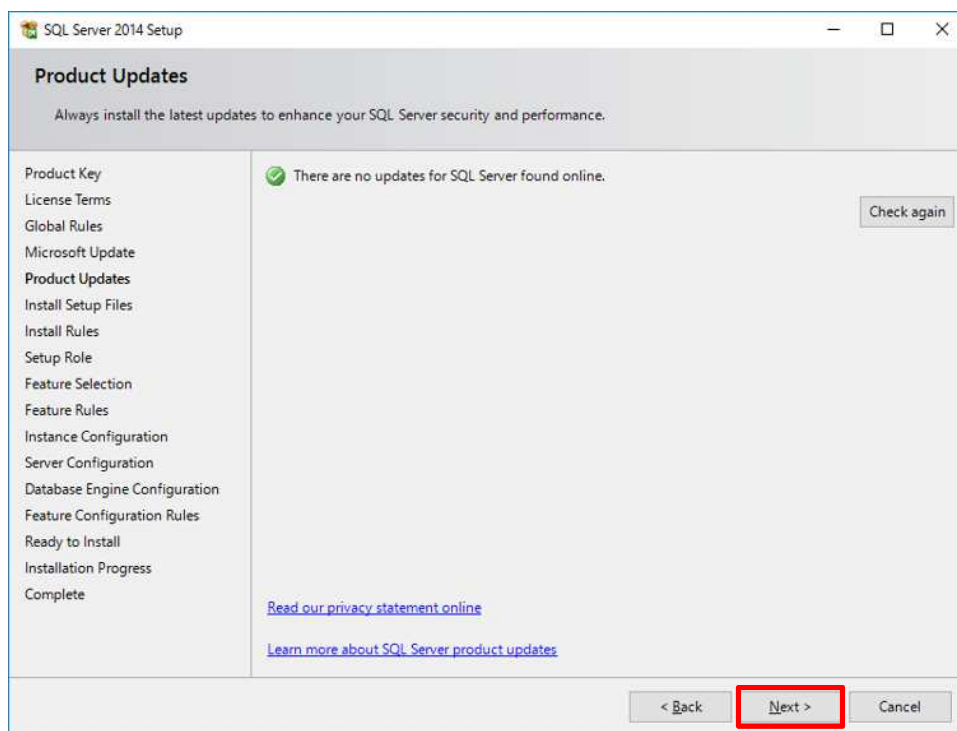 SQL Server 2014 Setup
Product Updates
Always install the latest updates to enhance your SQL Server security and performance.
Product Key
License Terms
Global Rules
Microsoft Update
Product Updates
Install Setup Files
Install Rules
Setup Role
Feature Selection
Feature Rules
Instance Configuration
Server Configuration
Database Engine Configuration
Feature Configuration Rules
Ready to Install
Installation Progress
Complete
There are no updates for SQL Server found online.
Check again
Read our privacy statement online
Learn more about SQL Server product updates
< Back
Next >
Cancel